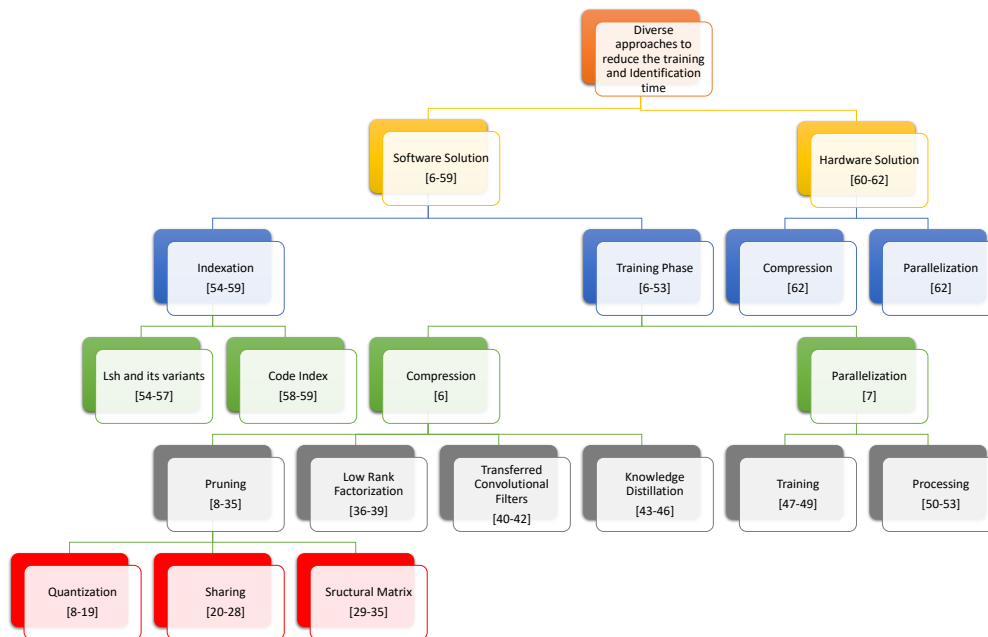 Diverse
approaches to
reduce the training
and Identification
time
Software Solution
[6-59]
Hardware Solution
[60-62]
Indexation
[54-59]
Training Phase
[6-53]
Compression
[62]
Parallelization
[62]
Lsh and its variants
[54-57]
Code Index
[58-59]
Compression
[6]
Parallelization
[7]
Pruning
[8-35]
Low Rank
Factorization
[36-39]
Transferred
Convolutional
Filters
[40-42]
Knowledge
Distillation
[43-46]
Training
[47-49]
Processing
[50-53]
Quantization
[8-19]
Sharing
[20-28]
Sructural Matrix
[29-35]